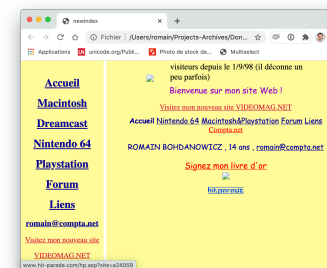 newindex
Fichier | /Users/romain/Projects-Archives/Don...
Applications
unicode.org/Publi...
Photo de stock de...
Multiselect
Accueil
Macintosh
Dreamcast
Nintendo 64
Playstation
Forum
Liens
romain@compta.net
Visitez mon nouveau site
VIDEOMAG.NET
visiteurs depuis le 1/9/98 (il déconne un
peu parfois)
Bienvenue sur mon site Web !
Visitez mon nouveau site VIDEOMAG.NET
Accueil Nintendo 64 Macintosh&Playstation Forum Liens
Compta.net
ROMAIN BOHDANOWICZ , 14 ans , romain@compta.net
Signez mon livre d'or
hit.parade
www.hit-parade.com/hp.asp?site=a24059